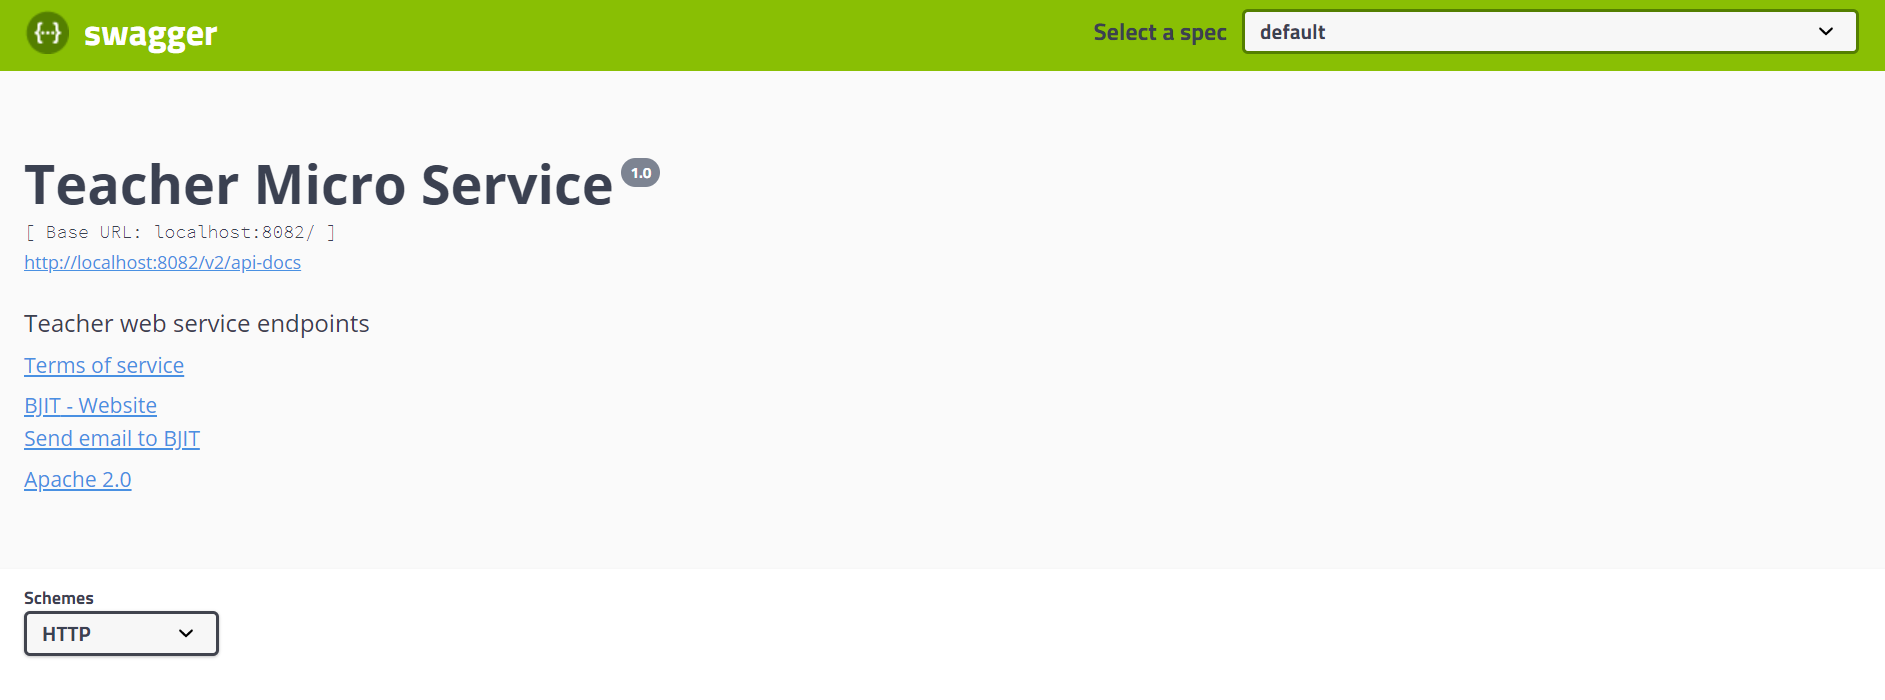 {...} swagger
Select a spec default
Teacher Micro Service 1.0
[ Base URL: localhost:8082/ ]
http://localhost:8082/v2/api-docs
Teacher web service endpoints
Terms of service
BJIT - Website
Send email to BJIT
Apache 2.0
Schemes
HTTP